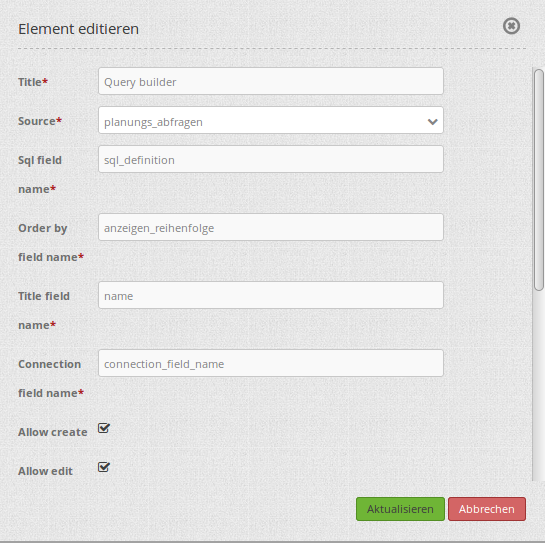 Element editieren
Title* Query builder
Source* planungs_abfragen
Sql field sql_definition
name*
Order by anzeigen_reihenfolge
field name*
Title field name
name*
Connection connection_field_name
field name*
Allow create
Allow edit
Aktualisieren Abbrechen